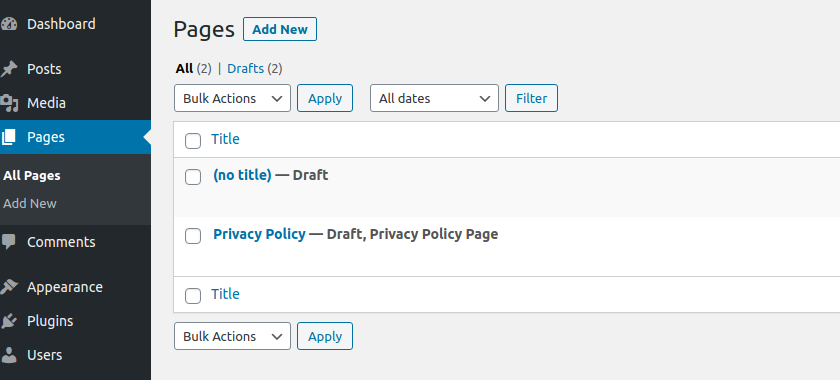 Dashboard
Posts
Media
Pages
All Pages
Add New
Comments
Appearance
Plugins
Users
Pages Add New
All (2) | Drafts (2)
Bulk Actions Apply All dates Filter
Title
(no title) — Draft
Privacy Policy — Draft, Privacy Policy Page
Title
Bulk Actions Apply